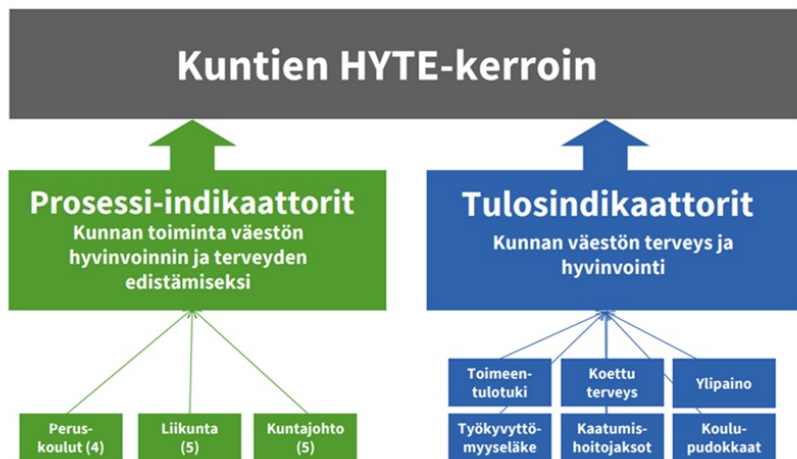 Kuntien HYTE-kerroin
Prosessi-indikaattorit
Kunnan toiminta väestön
hyvinvoinnin ja terveyden
edistämiseksi
Tulosindikaattorit
Kunnan väestön terveys ja
hyvinvointi
Perus-
koulut (4)
Liikunta
(5)
Kuntajohto
(5)
Toimeen-
tulotuki
Koettu
terveys
Ylipaino
Työkyvyttö-
myyseläke
Kaatumis-
hoitojaksot
Koulu-
pudokkaat